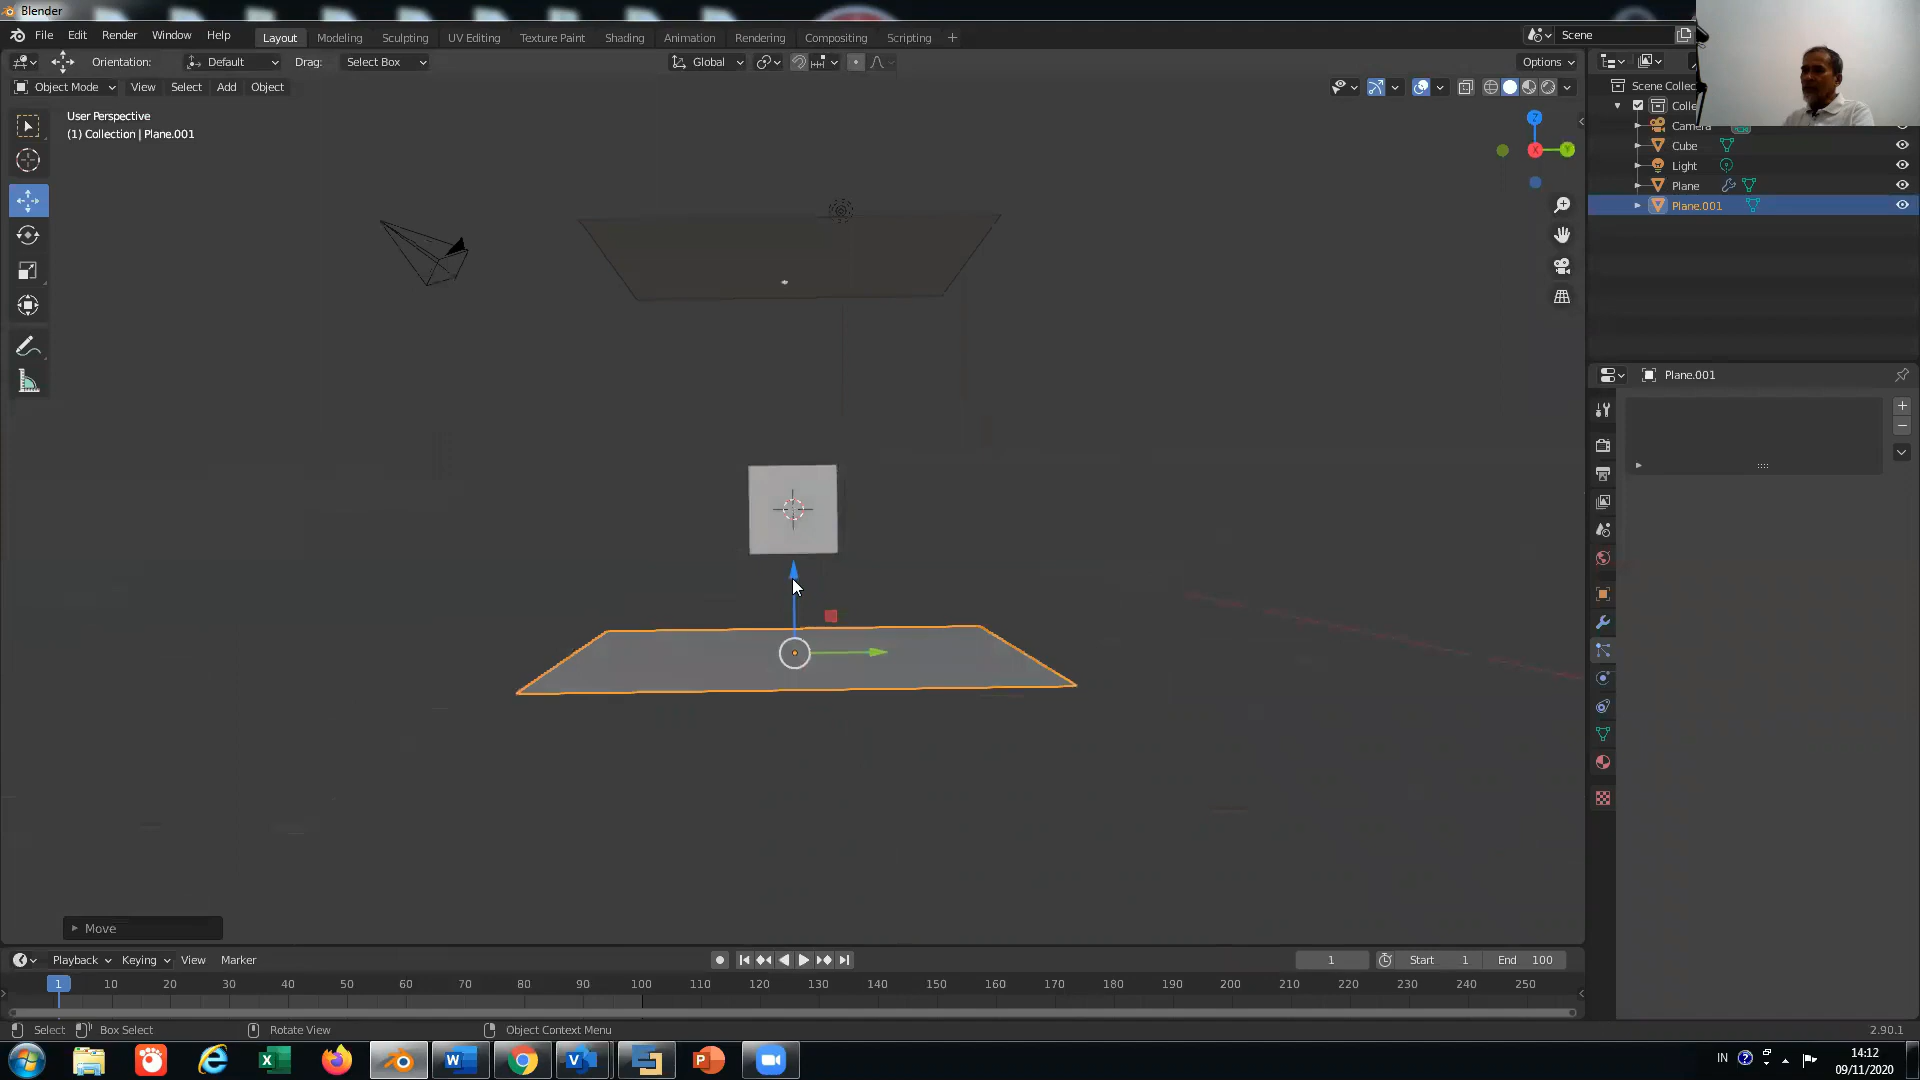 Blender
File Edit Render Window Help
Layout Modeling Sculpting UV Editing Texture Paint Shading Animation Rendering Compositing Scripting
Scene
Orientation: Default Drag: Select Box Global Options
Object Mode View Select Add Object
User Perspective
(1) Collection | Plane.001
Z
X
Y
Scene Collec
Colle
Camera
Cube
Light
Plane
Plane.001
Plane.001
Move
Playback Keying View Marker 1 Start 1 End 100
1 10 20 30 40 50 60 70 80 90 100 110 120 130 140 150 160 170 180 190 200 210 220 230 240 250
Select Box Select Rotate View Object Context Menu 2.90.1
IN 14:12
09/11/2020